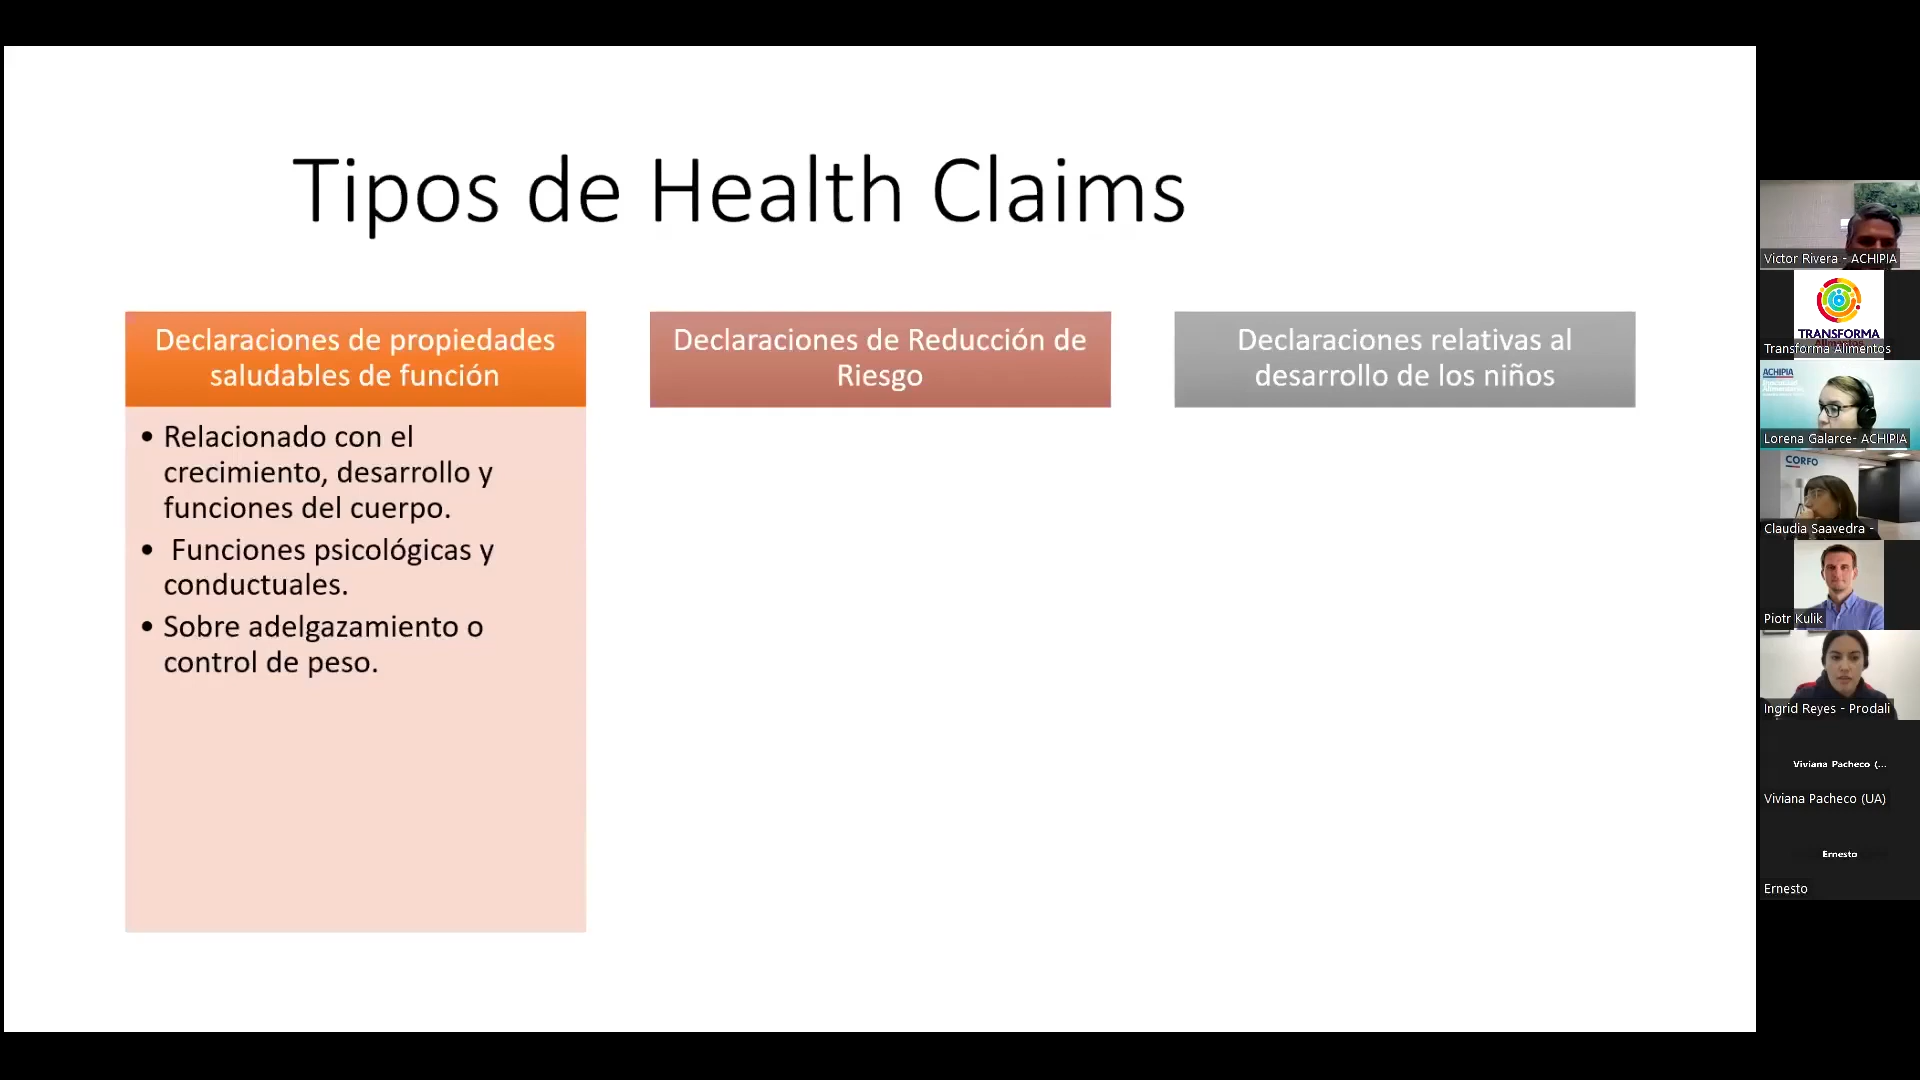 Tipos de Health Claims
Declaraciones de propiedades
saludables de función
• Relacionado con el
crecimiento, desarrollo y
funciones del cuerpo.
• Funciones psicológicas y
conductuales.
• Sobre adelgazamiento o
control de peso.
Declaraciones de Reducción de
Riesgo
Declaraciones relativas al
desarrollo de los niños
Victor Rivera - ACHIPIA
TRANSFORMA
Transforma Alimentos
ACHIPIA
Lorena Galarce- ACHIPIA
CORFO
Claudia Saavedra -
Piotr Kulik
Ingrid Reyes - Prodali
Viviana Pacheco (...
Viviana Pacheco (UA)
Ernesto
Ernesto